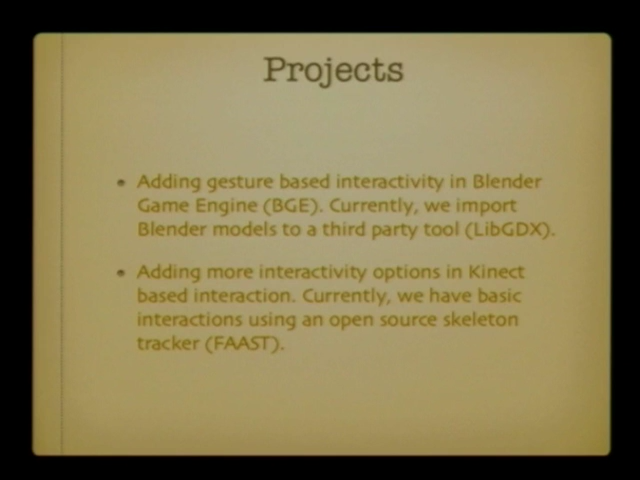 Projects
• Adding gesture based interactivity in Blender
Game Engine (BGE). Currently, we import
Blender models to a third party tool (LibGDX).
• Adding more interactivity options in Kinect
based interaction. Currently, we have basic
interactions using an open source skeleton
tracker (FAAST).